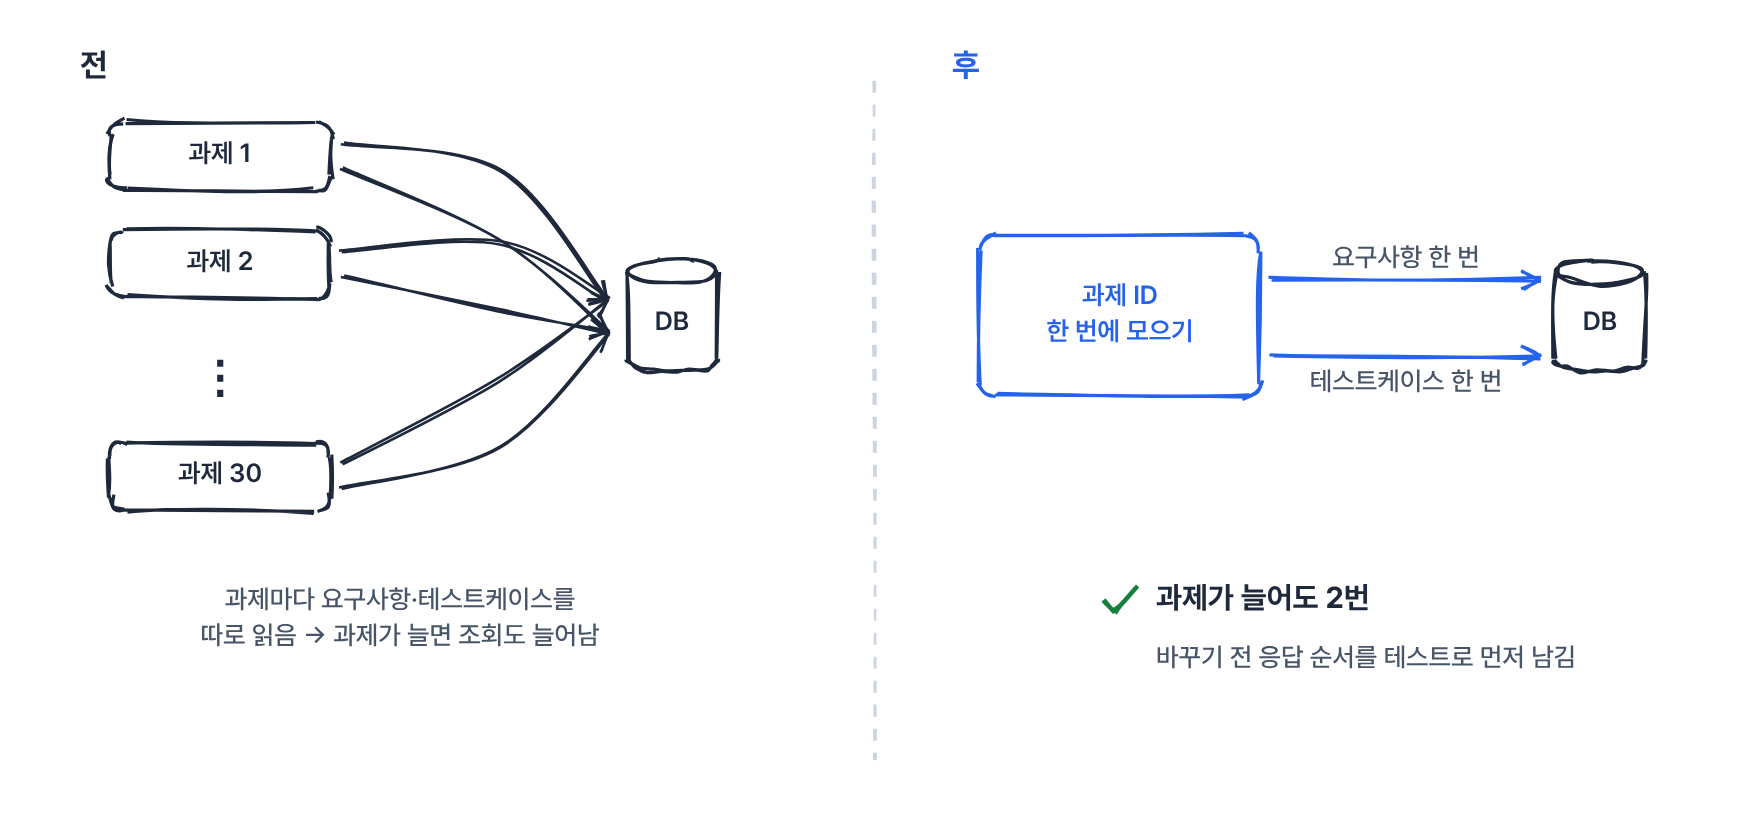 전
과제 1
과제 2
⋮
과제 30
DB
과제마다 요구사항·테스트케이스를
따로 읽음 → 과제가 늘면 조회도 늘어남
후
과제 ID
한 번에 모으기
요구사항 한 번
테스트케이스 한 번
DB
과제가 늘어도 2번
바꾸기 전 응답 순서를 테스트로 먼저 남김